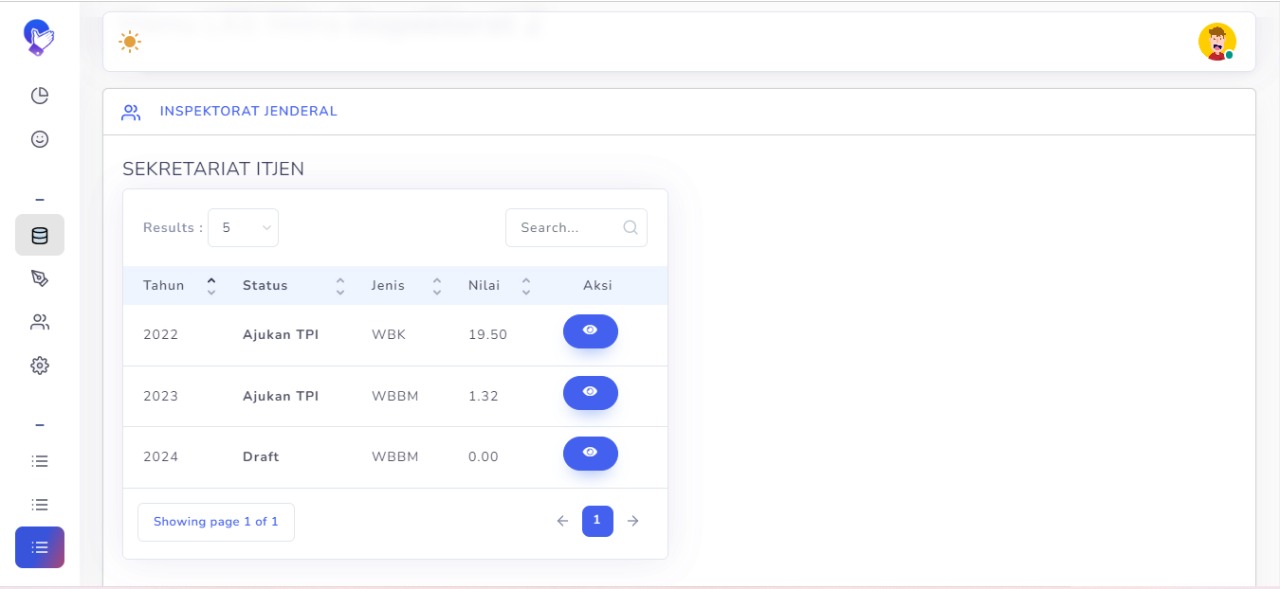 INSPEKTORAT JENDERAL
SEKRETARIAT ITJEN
Results : 5 Search...
Tahun Status Jenis Nilai Aksi
2022 Ajukan TPI WBK 19.50
2023 Ajukan TPI WBBM 1.32
2024 Draft WBBM 0.00
Showing page 1 of 1 1